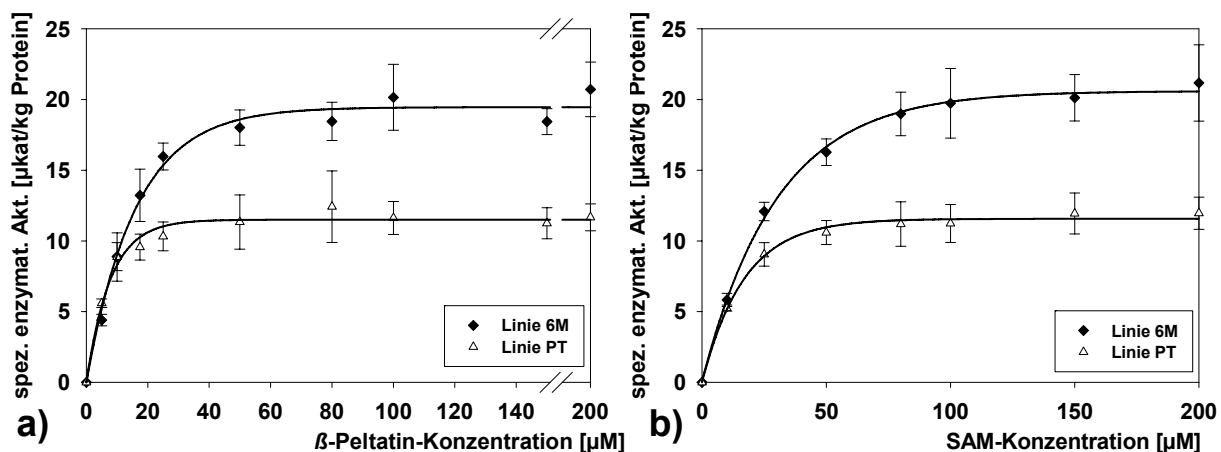 25
20
15
10
5
0
spez. enzymat. Akt. [µkat/kg Protein]
Linie 6M
Linie PT
0 20 40 60 80 100 120 140 200
a)
ß-Peltatin-Konzentration [µM]
25
20
15
10
5
0
spez. enzymat. Akt. [µkat/kg Protein]
Linie 6M
Linie PT
0 50 100 150 200
b)
SAM-Konzentration [µM]